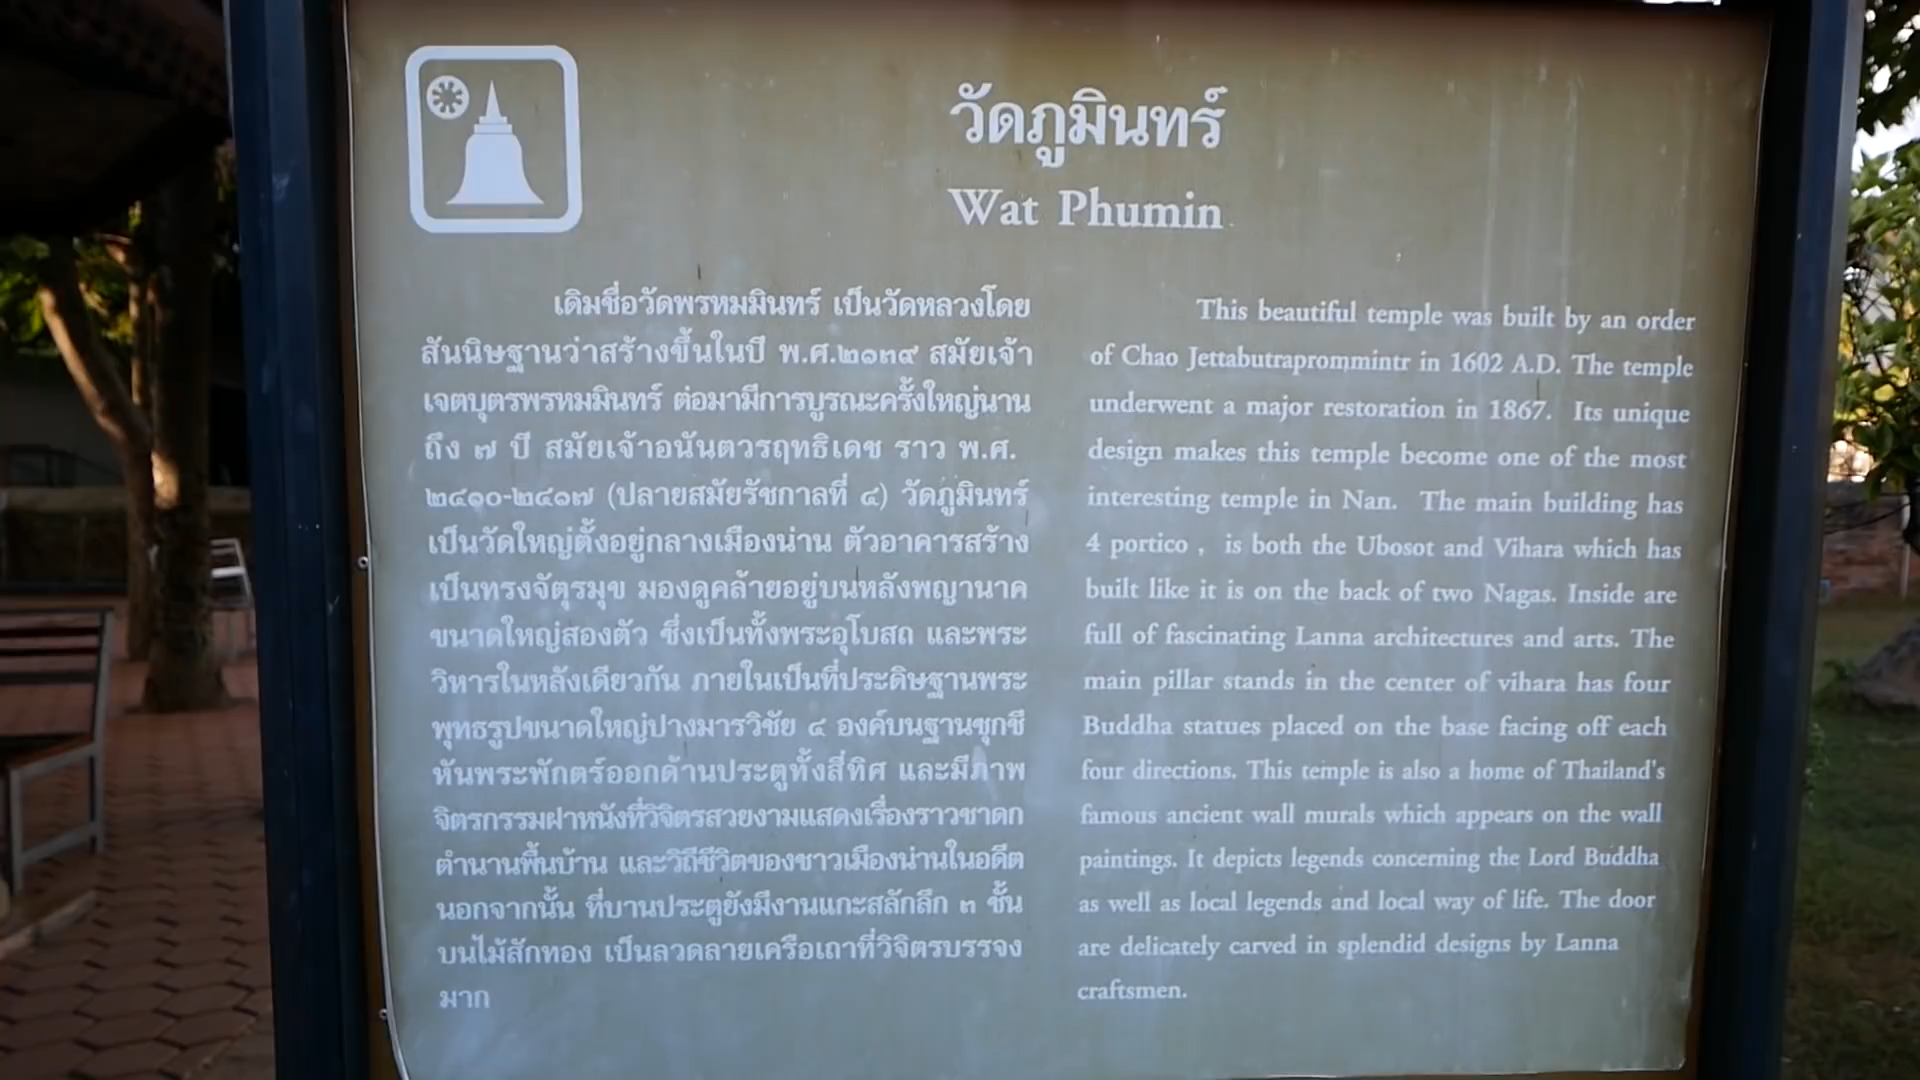 วัดภูมินทร์
Wat Phumin
เดิมชื่อวัดพรหมมินทร์ เป็นวัดหลวงโดย
สันนิษฐานว่าสร้างขึ้นในปี พ.ศ.๒๑๓๙ สมัยเจ้า
เจตบุตรพรหมมินทร์ ต่อมามีการบูรณะครั้งใหญ่นาน
ถึง ๗ ปี สมัยเจ้าอนันตวรฤทธิเดช ราว พ.ศ.
๒๔๑๐-๒๔๑๗ (ปลายสมัยรัชกาลที่ ๔) วัดภูมินทร์
เป็นวัดใหญ่ตั้งอยู่กลางเมืองน่าน ตัวอาคารสร้าง
เป็นทรงจัตุรมุข มองดูคล้ายอยู่บนหลังพญานาค
ขนาดใหญ่สองตัว ซึ่งเป็นทั้งพระอุโบสถ และพระ
วิหารในหลังเดียวกัน ภายในเป็นที่ประดิษฐานพระ
พุทธรูปขนาดใหญ่ปางมารวิชัย ๔ องค์บนฐานชุกชี
หันพระพักตร์ออกด้านประตูทั้งสี่ทิศ และมีภาพ
จิตรกรรมฝาหนังที่วิจิตรสวยงามแสดงเรื่องราวชาดก
ตำนานพื้นบ้าน และวิถีชีวิตของชาวเมืองน่านในอดีต
นอกจากนั้น ที่บานประตูยังมีงานแกะสลักลึก ๓ ชั้น
บนไม้สักทอง เป็นลวดลายเครือเถาที่วิจิตรบรรจง
มาก
This beautiful temple was built by an order
of Chao Jettabutraprommintr in 1602 A.D. The temple
underwent a major restoration in 1867. Its unique
design makes this temple become one of the most
interesting temple in Nan. The main building has
4 portico , is both the Ubosot and Vihara which has
built like it is on the back of two Nagas. Inside are
full of fascinating Lanna architectures and arts. The
main pillar stands in the center of vihara has four
Buddha statues placed on the base facing off each
four directions. This temple is also a home of Thailand's
famous ancient wall murals which appears on the wall
paintings. It depicts legends concerning the Lord Buddha
as well as local legends and local way of life. The door
are delicately carved in splendid designs by Lanna
craftsmen.